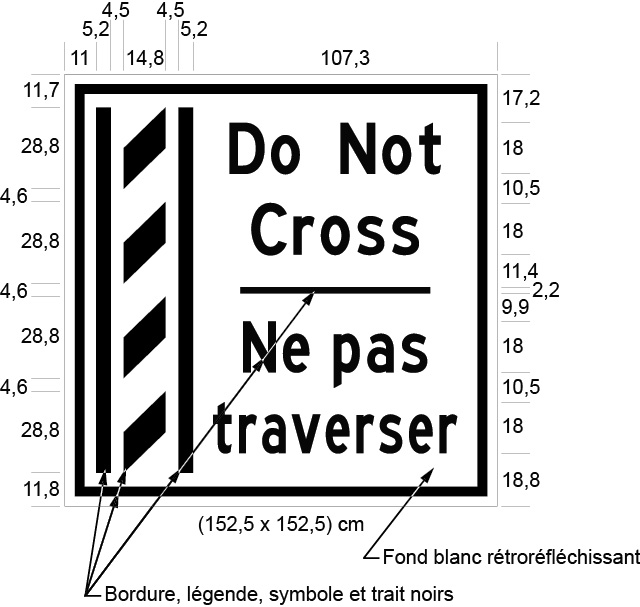 4,5 4,5
5,2 5,2
11 14,8 107,3
11,7
28,8
4,6
28,8
4,6
28,8
4,6
28,8
11,8
Do Not
Cross
Ne pas
traverser
17,2
18
10,5
18
11,4
2,2
9,9
18
10,5
18
18,8
(152,5 x 152,5) cm
Fond blanc rétroréfléchissant
Bordure, légende, symbole et trait noirs